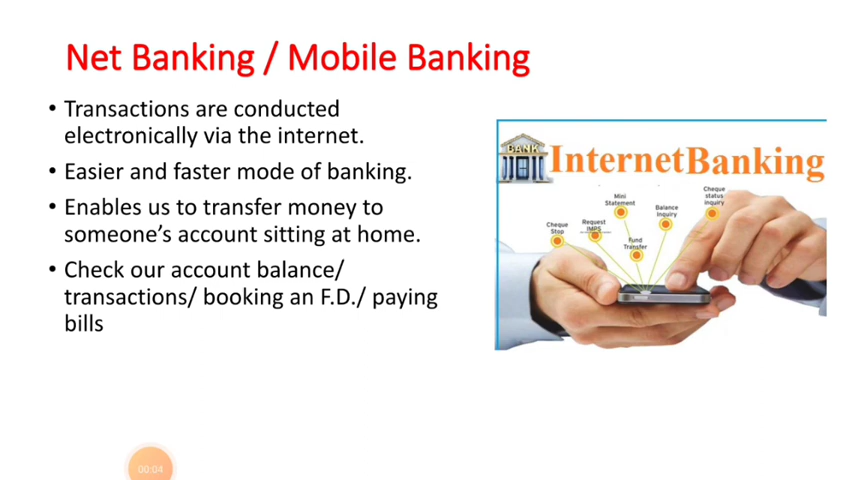 Net Banking / Mobile Banking
• Transactions are conducted
electronically via the internet.
• Easier and faster mode of banking.
• Enables us to transfer money to
someone’s account sitting at home.
• Check our account balance/
transactions/ booking an F.D./ paying
bills
BANK
InternetBanking
Cheque
Stop
Request
IMPS
Mini
Statement
Fund
Transfer
Balance
Inquiry
Cheque
status
inquiry
00:04